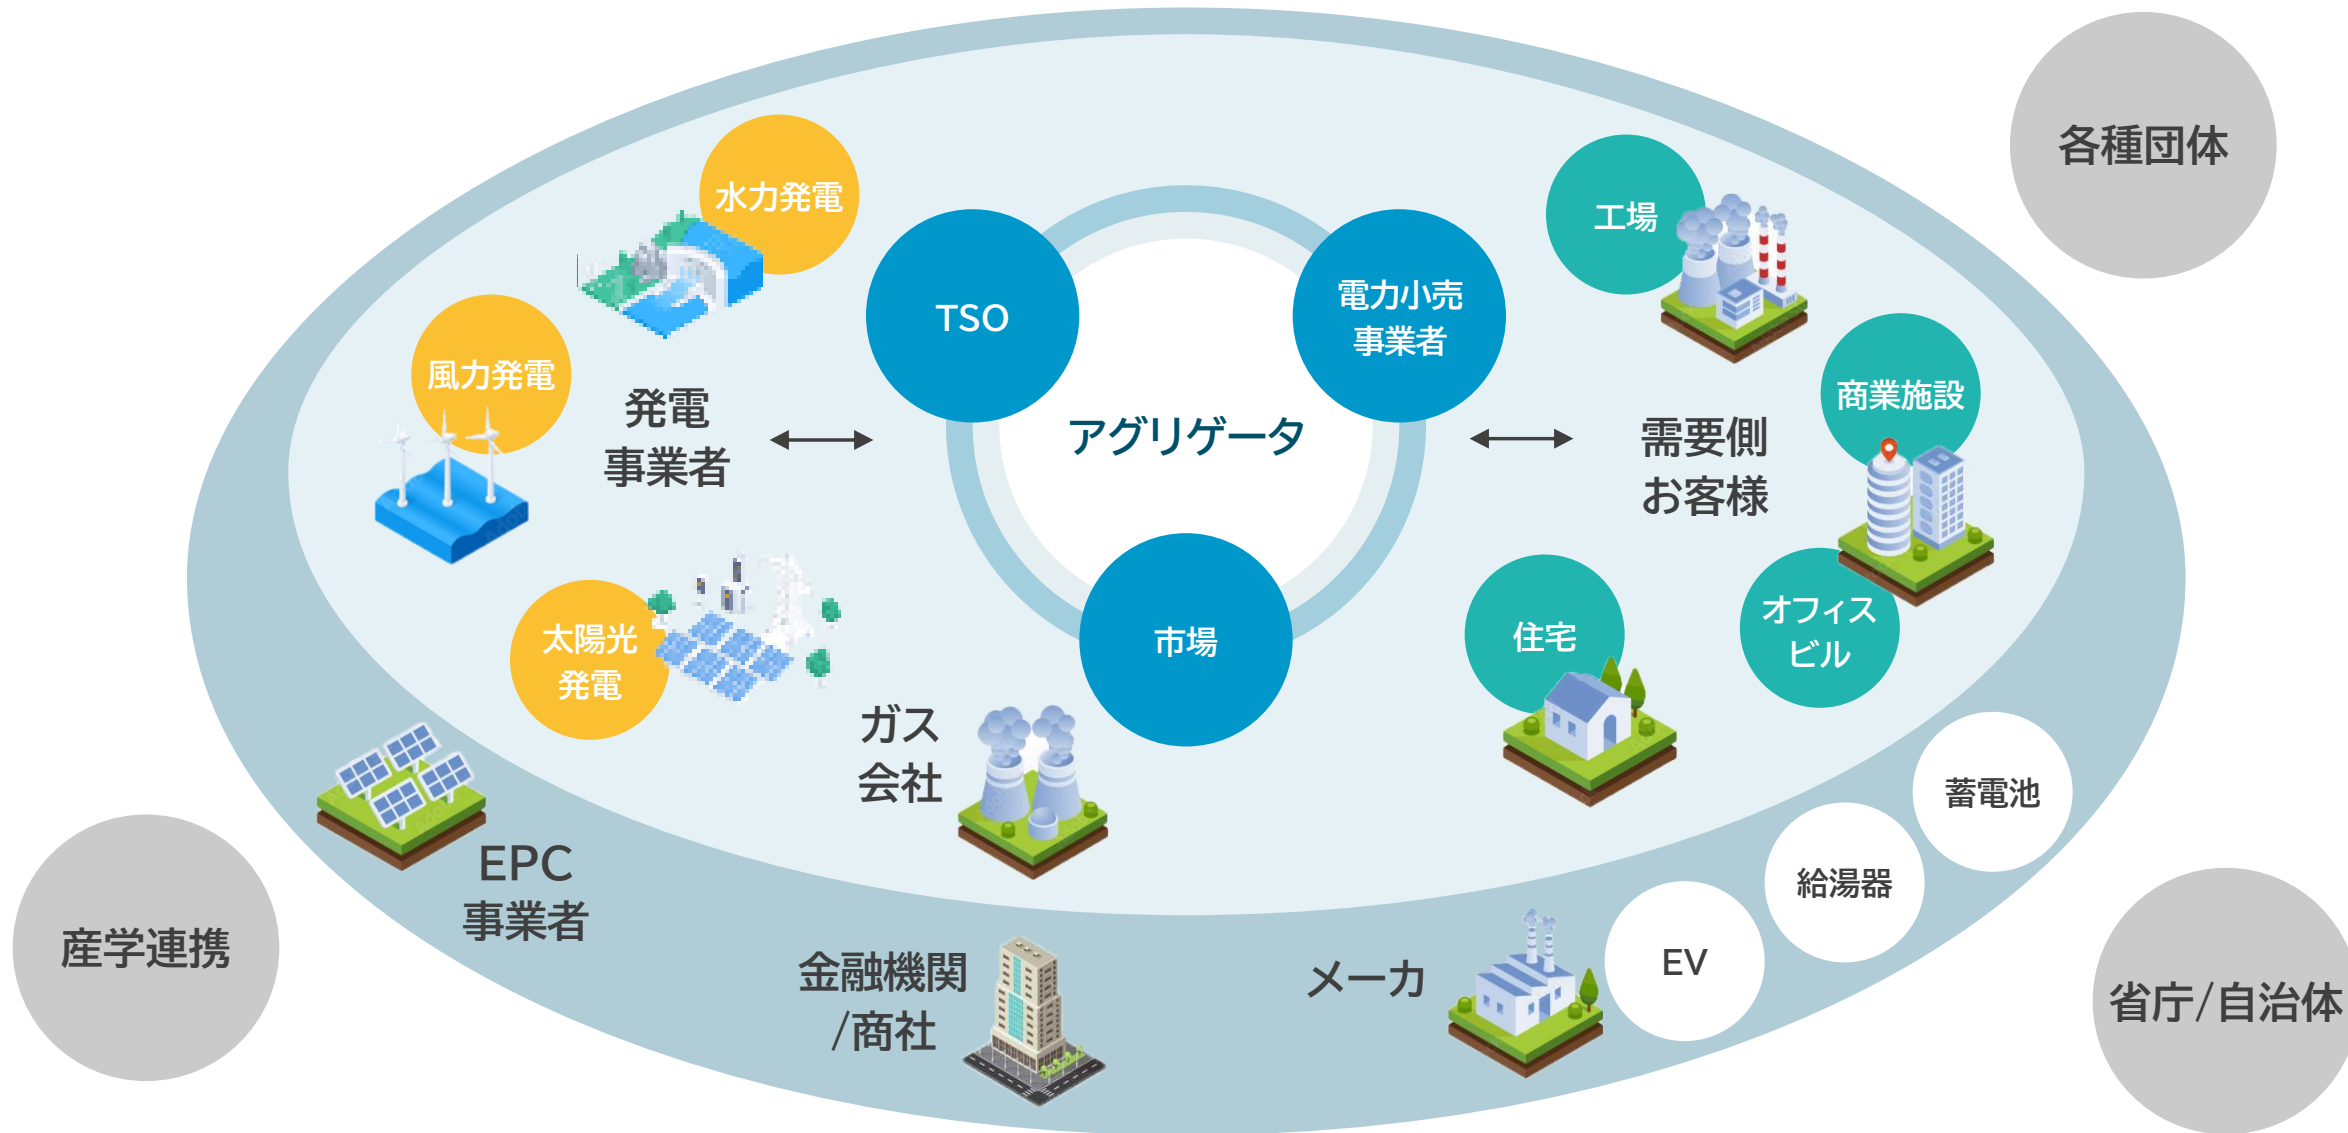 各種団体
水力発電
工場
TSO
電力小売
事業者
風力発電
商業施設
発電
事業者
アグリゲータ
需要側
お客様
太陽光
発電
市場
住宅
オフィス
ビル
ガス
会社
蓄電池
EPC
事業者
給湯器
産学連携
金融機関
/商社
メーカ
EV
省庁/自治体